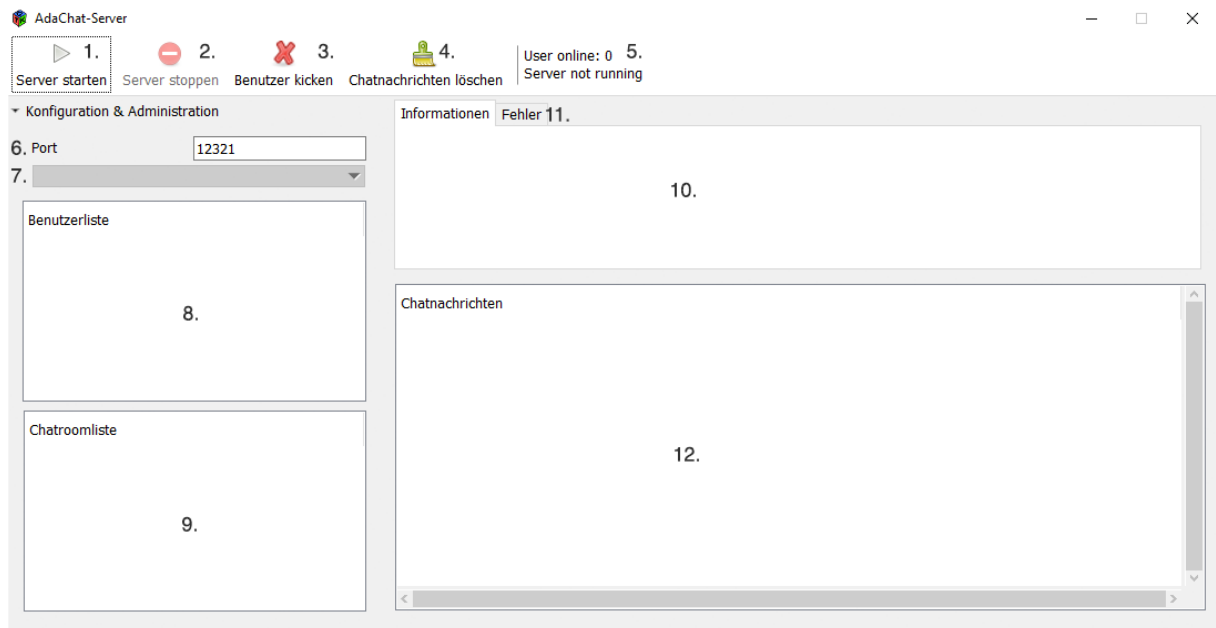 AdaChat-Server
1. 2. 3. 4. User online: 0 5.
Server starten Server stoppen Benutzer kicken Chatnachrichten löschen Server not running
Konfiguration & Administration
6. Port 12321
7.
Benutzerliste
8.
Chatroomliste
9.
Informationen Fehler 11.
10.
Chatnachrichten
12.